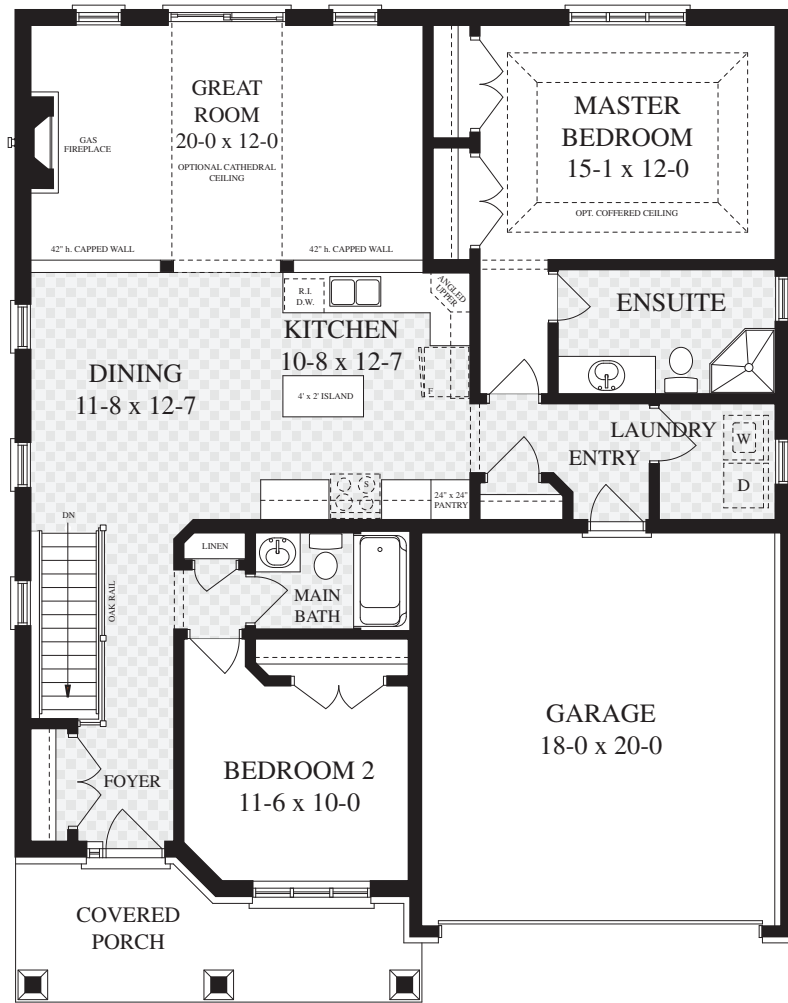 GREAT
ROOM
20-0 x 12-0
OPTIONAL CATHEDRAL
CEILING
GAS
FIREPLACE
42" h. CAPPED WALL
42" h. CAPPED WALL
MASTER
BEDROOM
15-1 x 12-0
OPT. COFFERED CEILING
R.I.
D.W.
ANGLED
UPPER
KITCHEN
10-8 x 12-7
F
4' x 2' ISLAND
DINING
11-8 x 12-7
ENSUITE
LAUNDRY
W
D
ENTRY
S
24" x 24"
PANTRY
DN
OAK RAIL
LINEN
MAIN
BATH
GARAGE
18-0 x 20-0
BEDROOM 2
11-6 x 10-0
FOYER
COVERED
PORCH